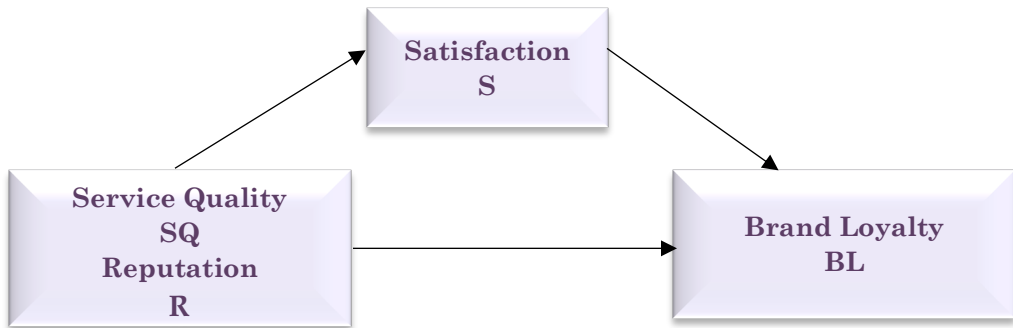 Satisfaction
S
Service Quality
SQ
Reputation
R
Brand Loyalty
BL